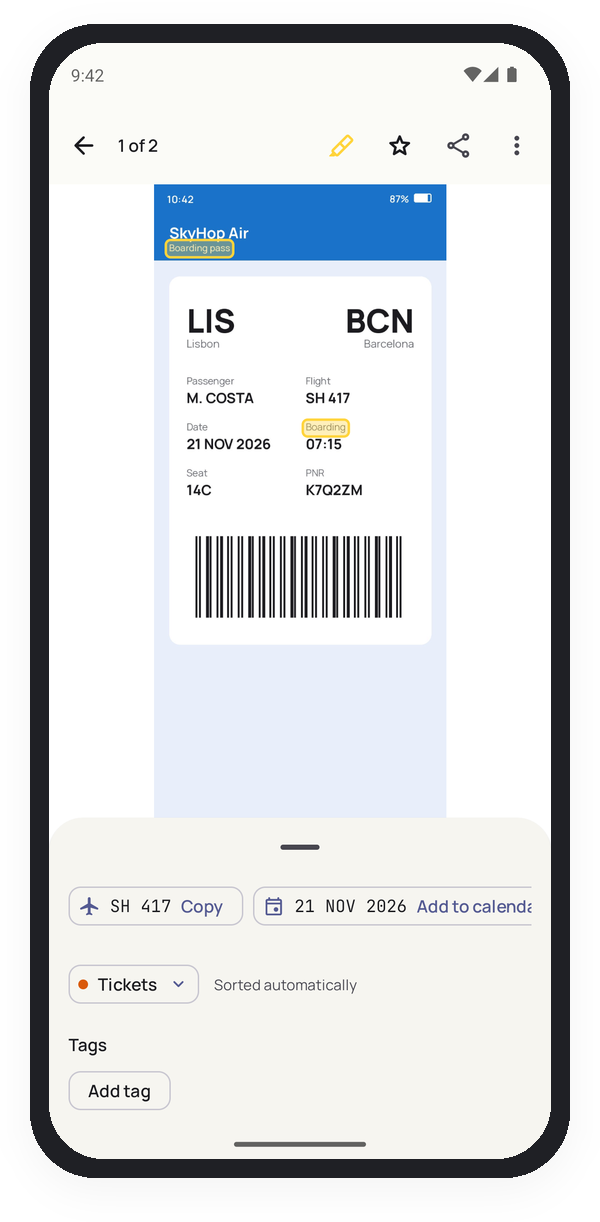 9:42
1 of 2
10:42 87%
SkyHop Air
Boarding pass
LIS BCN
Lisbon Barcelona
Passenger Flight
M. COSTA SH 417
Date Boarding
21 NOV 2026 07:15
Seat PNR
14C K7Q2ZM
SH 417 Copy 21 NOV 2026 Add to calenda
Tickets Sorted automatically
Tags
Add tag